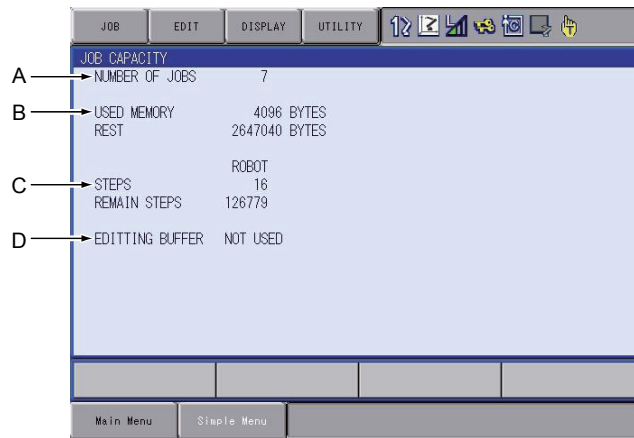 JOB EDIT DISPLAY UTILITY
JOB CAPACITY
A NUMBER OF JOBS 7
B USED MEMORY 4096 BYTES
REST 2647040 BYTES
ROBOT
C STEPS 16
REMAIN STEPS 126779
D EDITTING BUFFER NOT USED
Main Menu Simple Menu